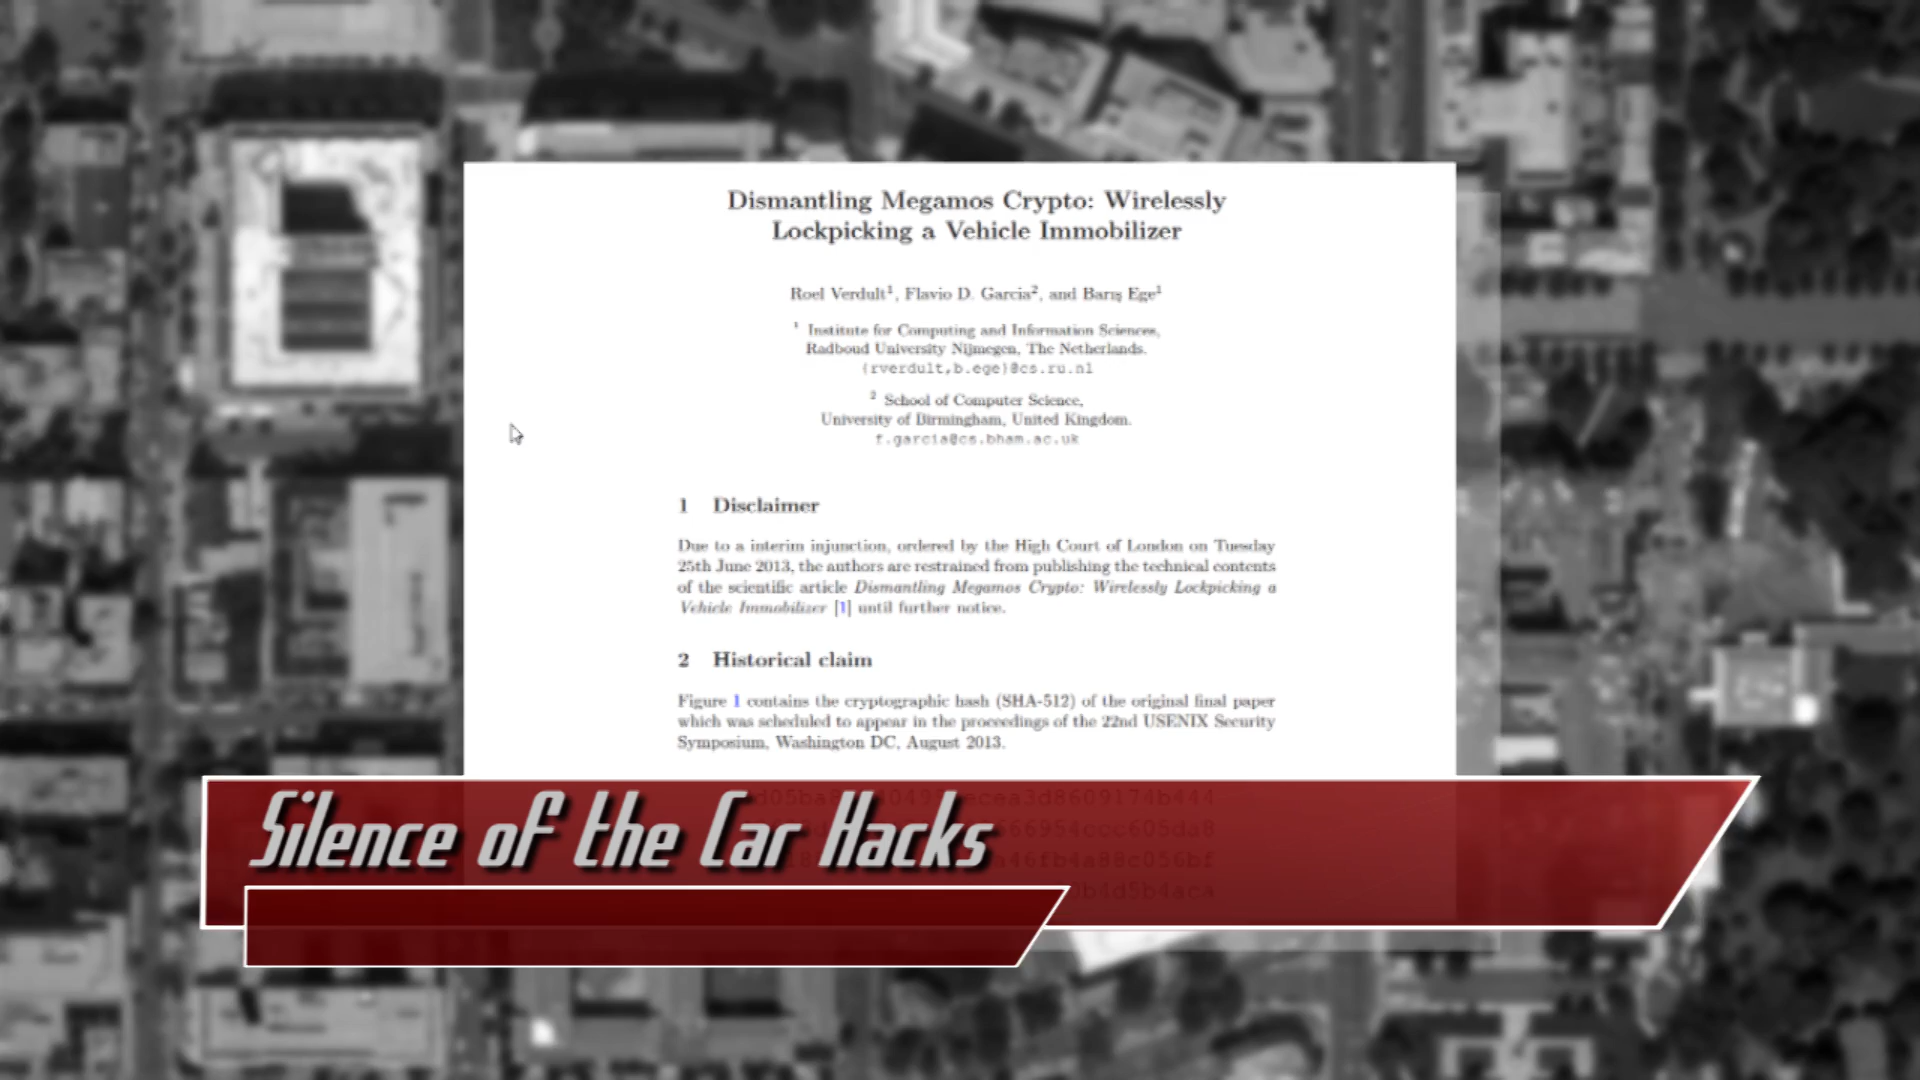 Dismantling Megamos Crypto: Wirelessly
Lockpicking a Vehicle Immobilizer
Roel Verdult¹, Flavio D. Garcia², and Barış Ege¹
¹ Institute for Computing and Information Sciences,
Radboud University Nijmegen, The Netherlands.
{rverdult,b.ege}@cs.ru.nl
² School of Computer Science,
University of Birmingham, United Kingdom.
f.garcia@cs.bham.ac.uk
1 Disclaimer
Due to a interim injunction, ordered by the High Court of London on Tuesday
25th June 2013, the authors are restrained from publishing the technical contents
of the scientific article Dismantling Megamos Crypto: Wirelessly Lockpicking a
Vehicle Immobilizer [1] until further notice.
2 Historical claim
Figure 1 contains the cryptographic hash (SHA-512) of the original final paper
which was scheduled to appear in the proceedings of the 22nd USENIX Security
Symposium, Washington DC, August 2013.
Silence of the Car Hacks